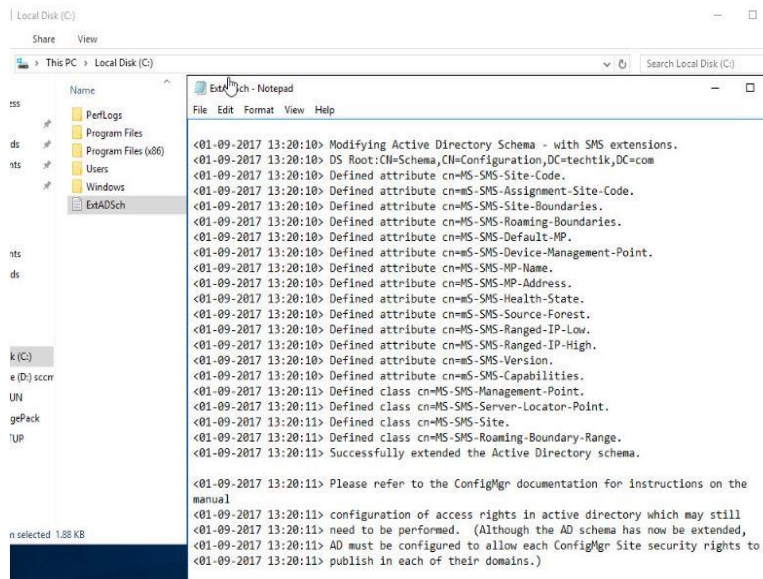 Local Disk (C:)
Share View
This PC > Local Disk (C:)
Search Local Disk (C:)
Name
PerfLogs
Program Files
Program Files (x86)
Users
Windows
ExtADSch
ess
ds
nts
nts
ds
k (C:)
e (D:) sccm
UN
gePack
TUP
n selected 1.88 KB
Sch - Notepad
File Edit Format View Help
<01-09-2017 13:20:10> Modifying Active Directory Schema - with SMS extensions.
<01-09-2017 13:20:10> DS Root:CN=Schema,CN=Configuration,DC=techtik,DC=com
<01-09-2017 13:20:10> Defined attribute cn=MS-SMS-Site-Code.
<01-09-2017 13:20:10> Defined attribute cn=mS-SMS-Assignment-Site-Code.
<01-09-2017 13:20:10> Defined attribute cn=MS-SMS-Site-Boundaries.
<01-09-2017 13:20:10> Defined attribute cn=MS-SMS-Roaming-Boundaries.
<01-09-2017 13:20:10> Defined attribute cn=MS-SMS-Default-MP.
<01-09-2017 13:20:10> Defined attribute cn=mS-SMS-Device-Management-Point.
<01-09-2017 13:20:10> Defined attribute cn=MS-SMS-MP-Name.
<01-09-2017 13:20:10> Defined attribute cn=MS-SMS-MP-Address.
<01-09-2017 13:20:10> Defined attribute cn=mS-SMS-Health-State.
<01-09-2017 13:20:10> Defined attribute cn=mS-SMS-Source-Forest.
<01-09-2017 13:20:10> Defined attribute cn=MS-SMS-Ranged-IP-Low.
<01-09-2017 13:20:10> Defined attribute cn=MS-SMS-Ranged-IP-High.
<01-09-2017 13:20:10> Defined attribute cn=mS-SMS-Version.
<01-09-2017 13:20:10> Defined attribute cn=mS-SMS-Capabilities.
<01-09-2017 13:20:11> Defined class cn=MS-SMS-Management-Point.
<01-09-2017 13:20:11> Defined class cn=MS-SMS-Server-Locator-Point.
<01-09-2017 13:20:11> Defined class cn=MS-SMS-Site.
<01-09-2017 13:20:11> Defined class cn=MS-SMS-Roaming-Boundary-Range.
<01-09-2017 13:20:11> Successfully extended the Active Directory schema.
<01-09-2017 13:20:11> Please refer to the ConfigMgr documentation for instructions on the
manual
<01-09-2017 13:20:11> configuration of access rights in active directory which may still
<01-09-2017 13:20:11> need to be performed. (Although the AD schema has now be extended,
<01-09-2017 13:20:11> AD must be configured to allow each ConfigMgr Site security rights to
<01-09-2017 13:20:11> publish in each of their domains.)